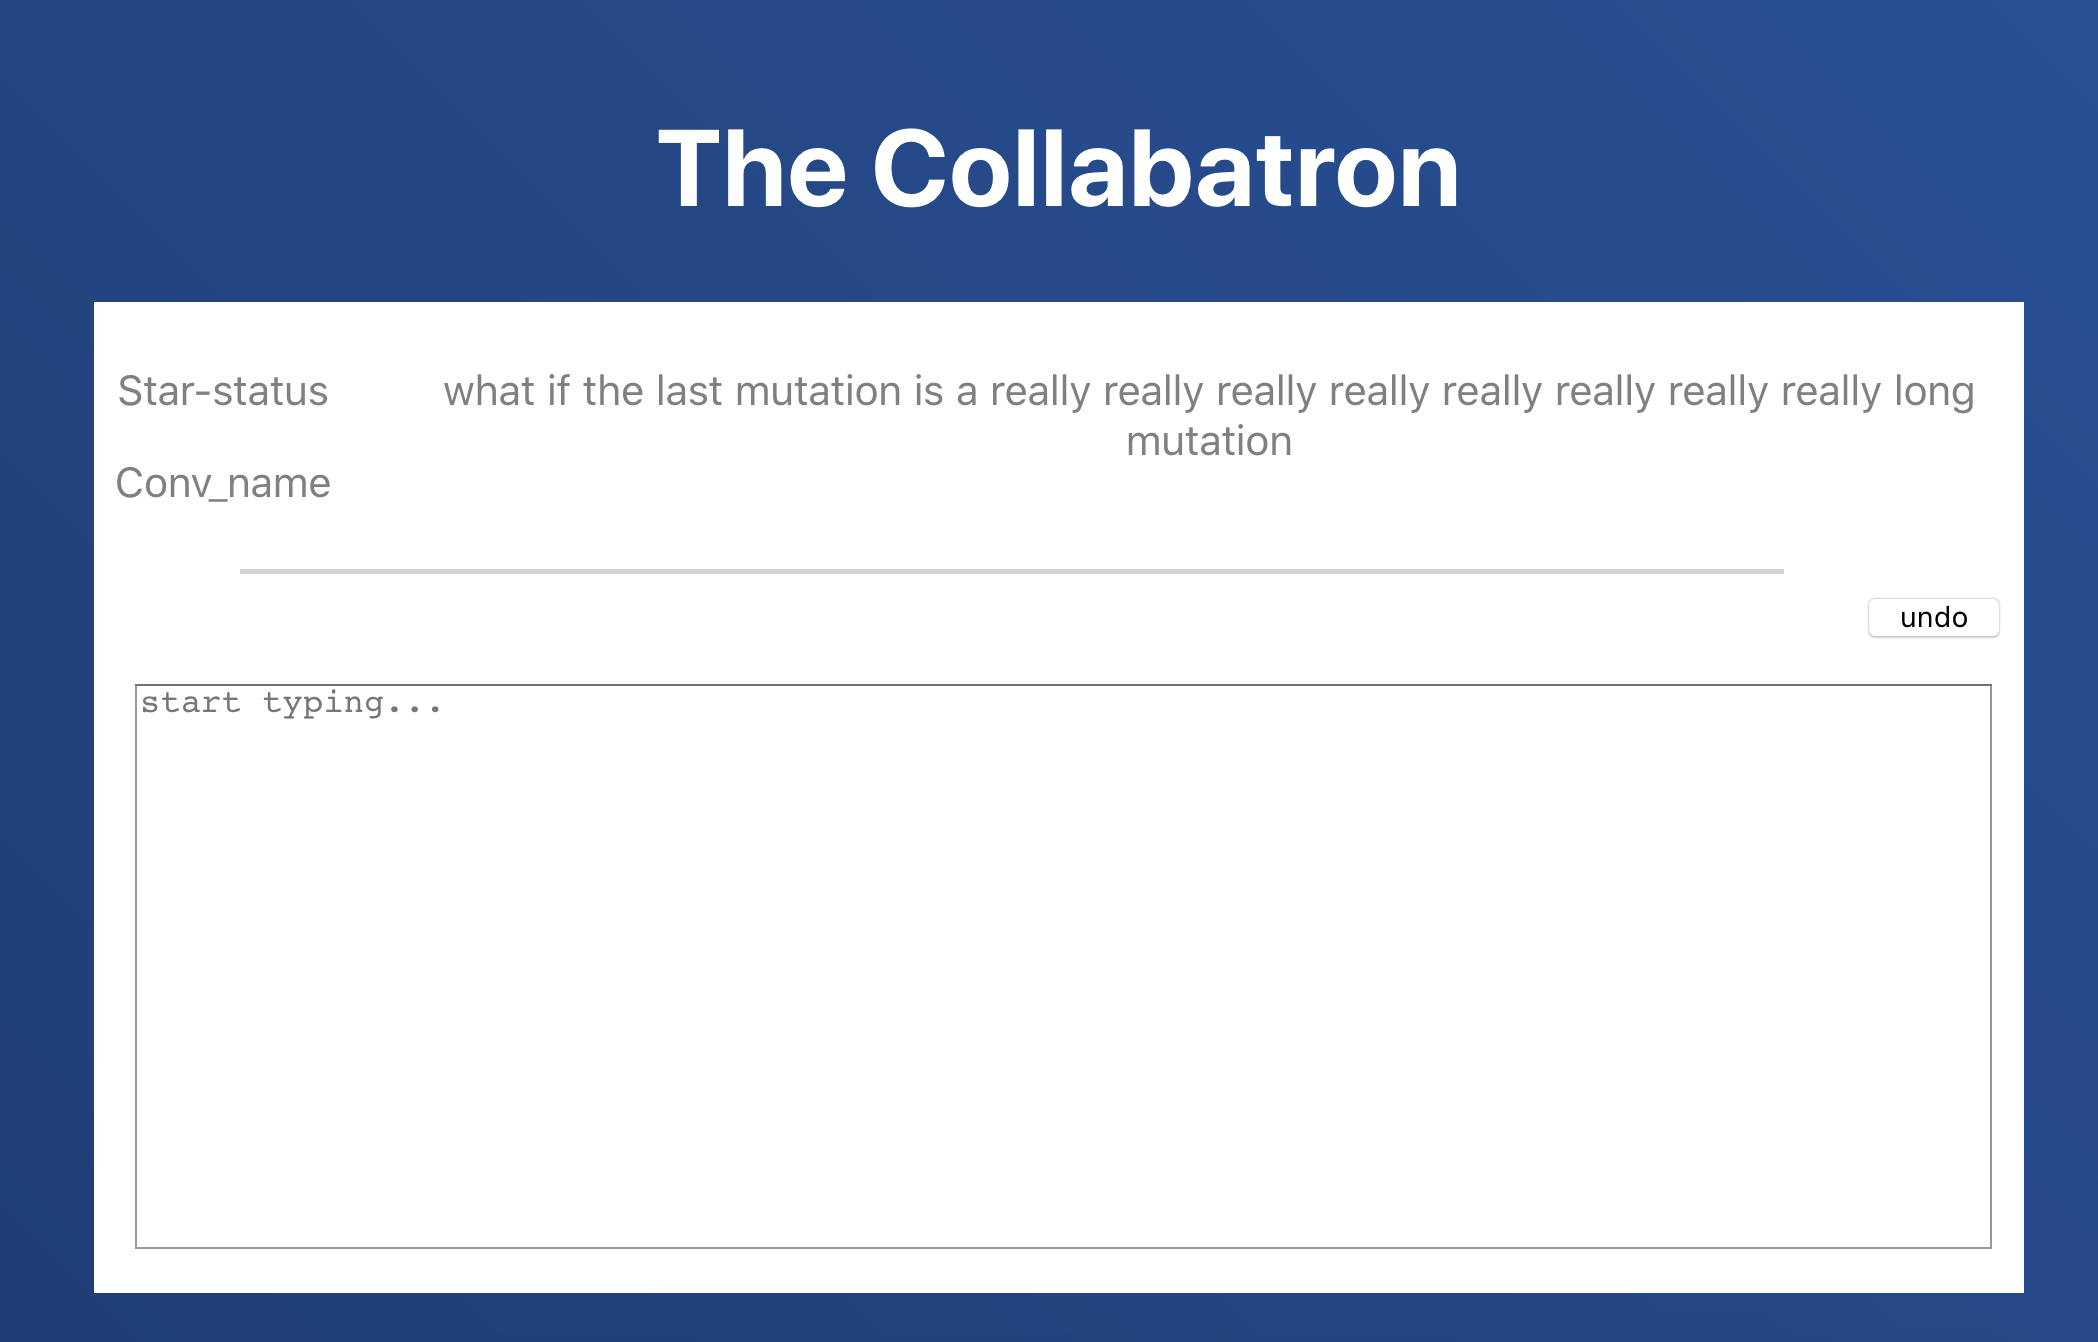 The Collabatron
Star-status
what if the last mutation is a really really really really really really really really long
mutation
Conv_name
undo
start typing...